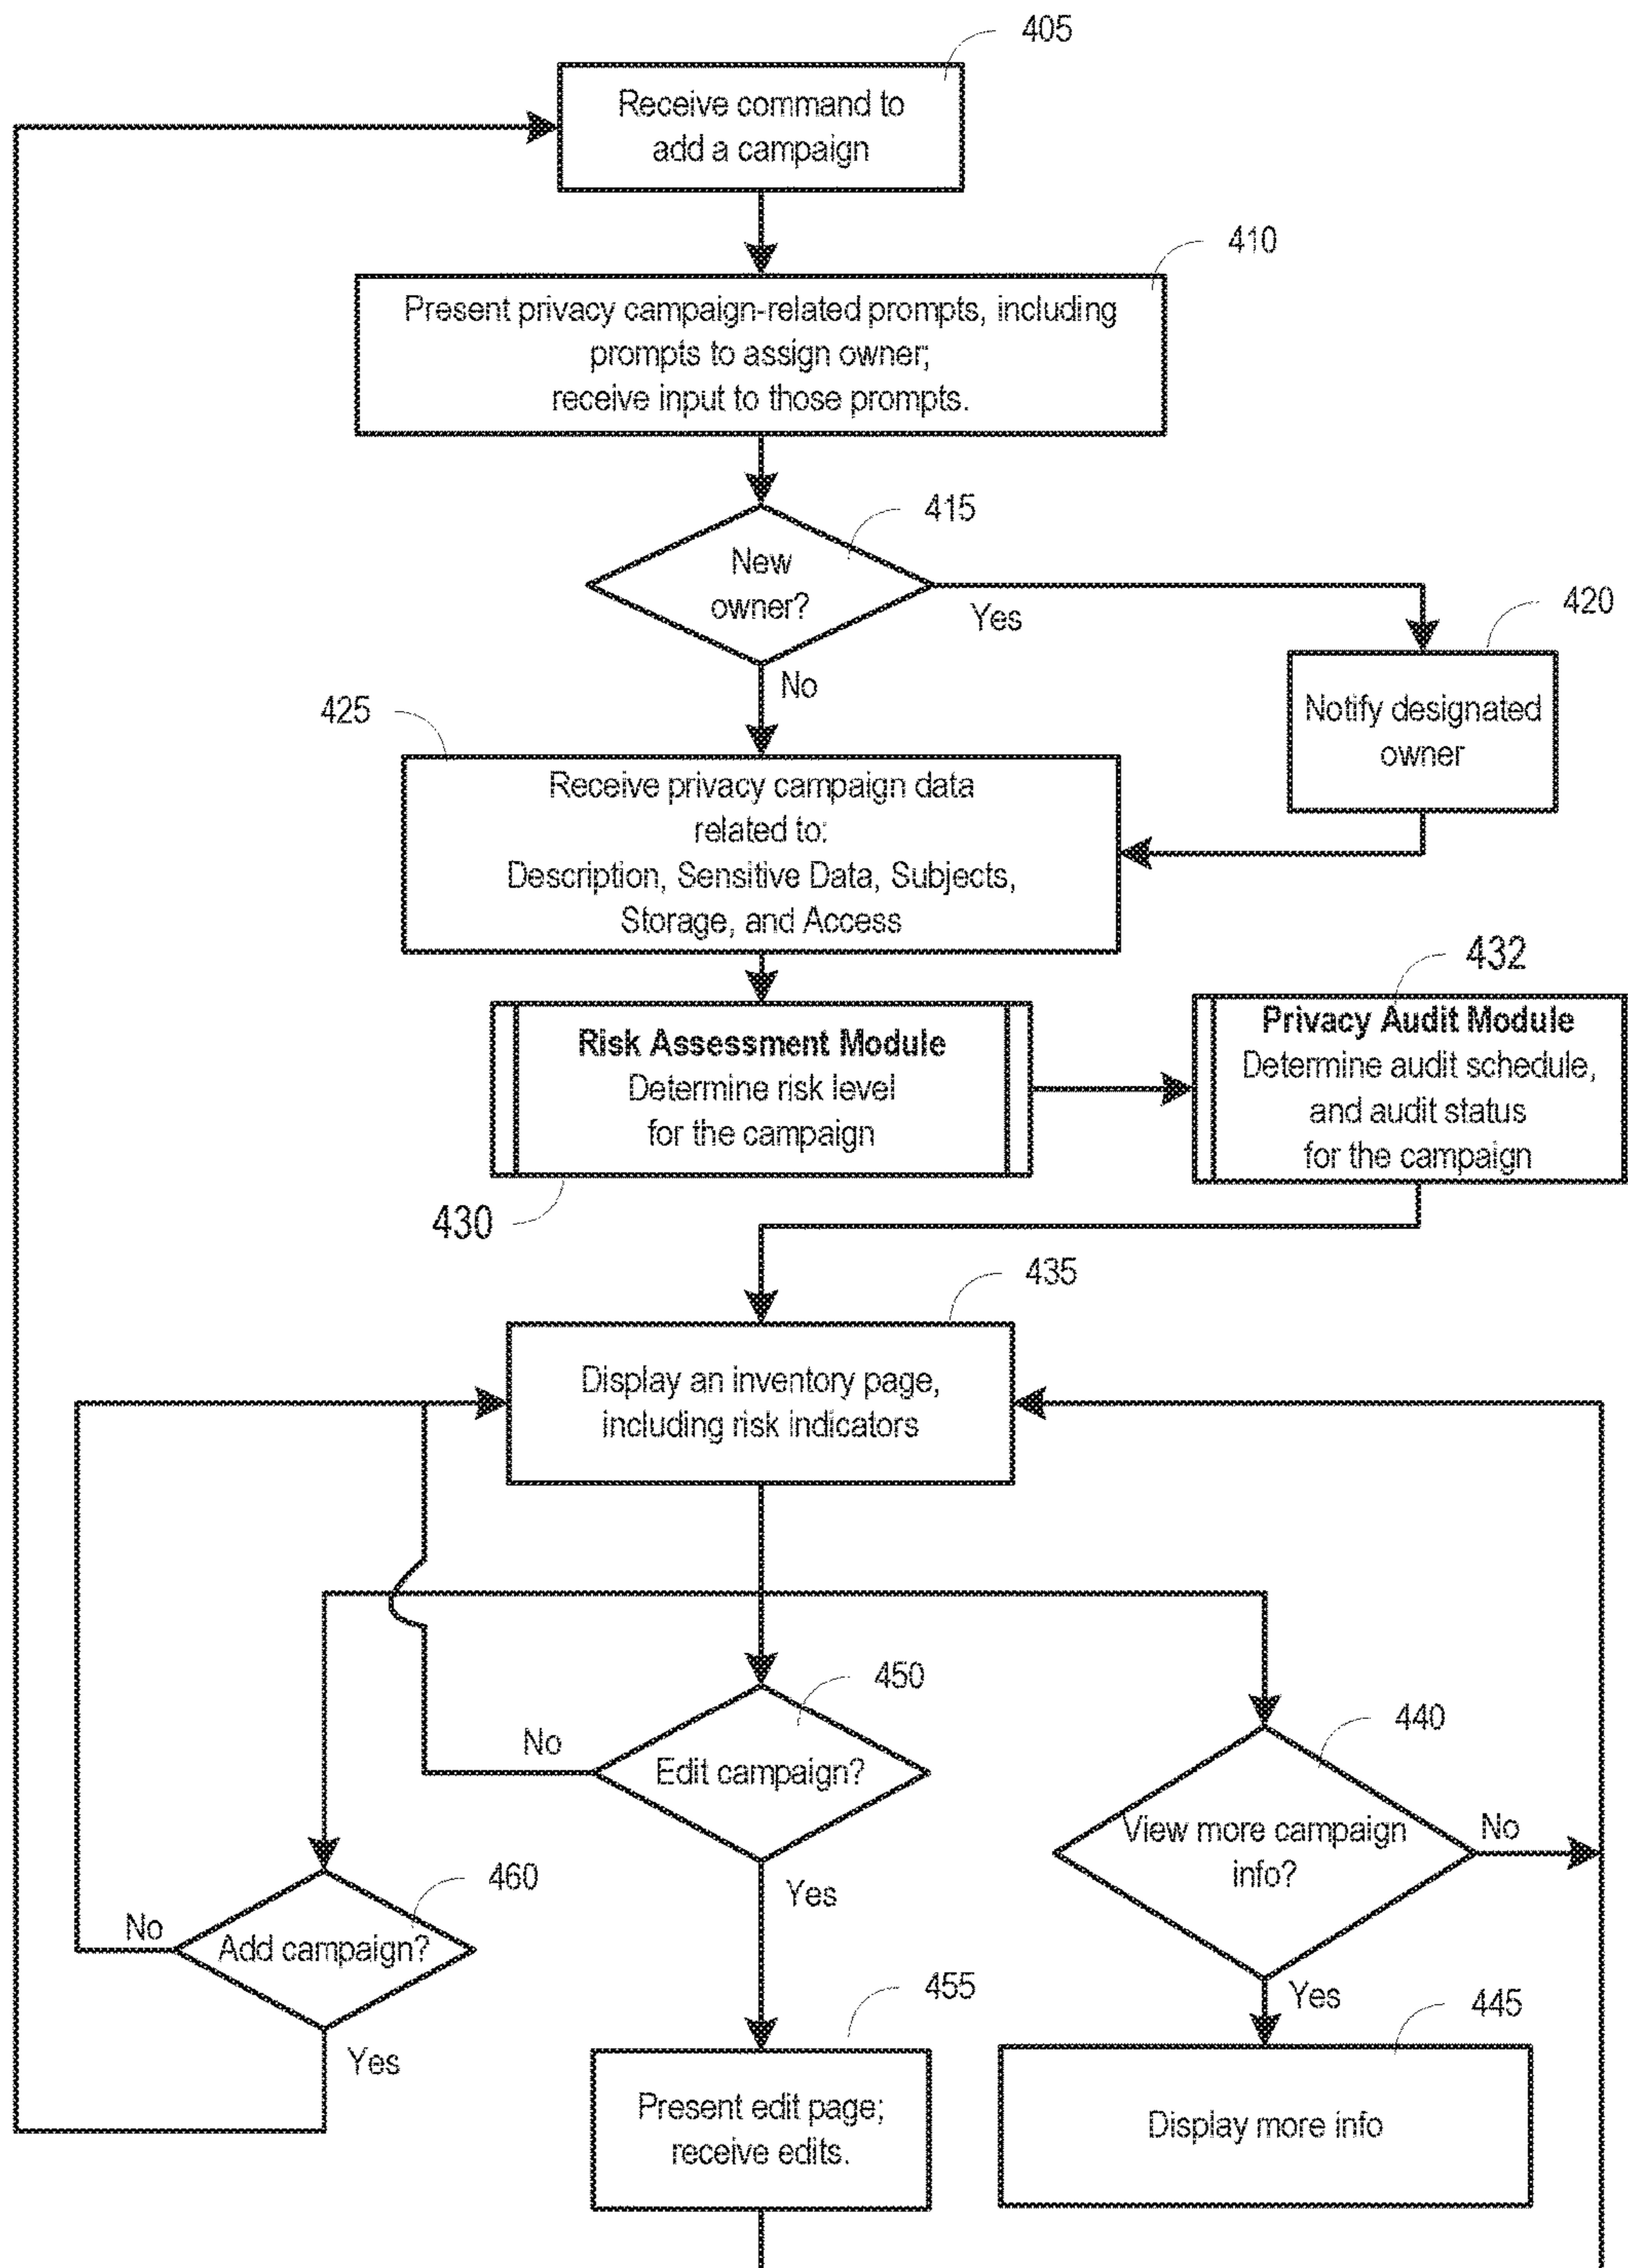 405
Receive command to
add a campaign
410
Present privacy campaign-related prompts, including
prompts to assign owner;
receive input to those prompts.
415
New
owner?
Yes
420
No
Notify designated
owner
425
Receive privacy campaign data
related to:
Description, Sensitive Data, Subjects,
Storage, and Access
432
Risk Assessment Module
Determine risk level
for the campaign
430
Privacy Audit Module
Determine audit schedule,
and audit status
for the campaign
435
Display an inventory page,
including risk indicators
450
No
Edit campaign?
Yes
440
View more campaign
info?
No
Yes
460
No
Add campaign?
Yes
455
Present edit page;
receive edits.
445
Display more info